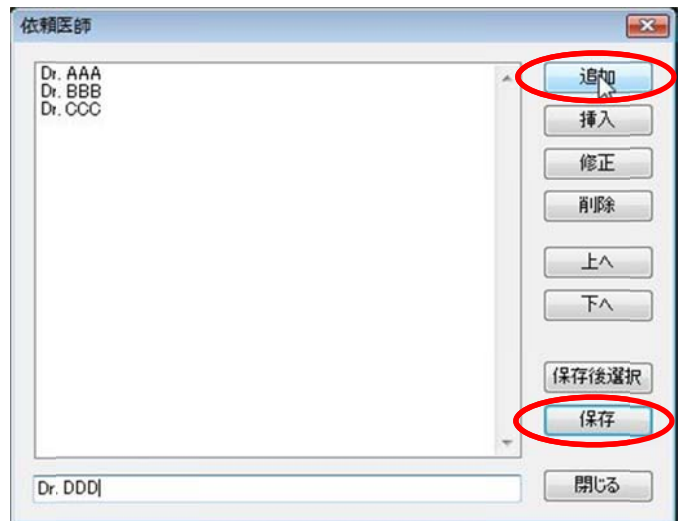 依頼医師
Dr. AAA
Dr. BBB
Dr. CCC
追加
挿入
修正
削除
上へ
下へ
保存後選択
保存
Dr. DDD
閉じる